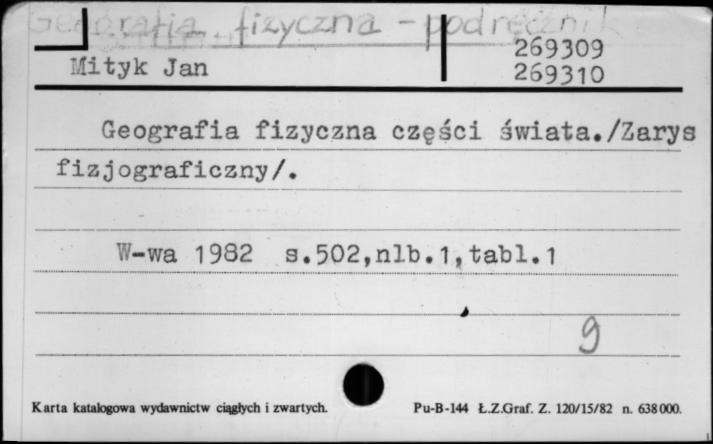 Geografia fizyczna - podręcznik
269309
Mityk Jan 269310
Geografia fizyczna części świata./Zarys
fizjograficzny/.
W-wa 1982 s.502,nlb.1,tabl.1
9
Karta katalogowa wydawnictw ciągłych i zwartych. Pu-B-144 Ł.Z.Graf. Z. 120/15/82 n. 638000.